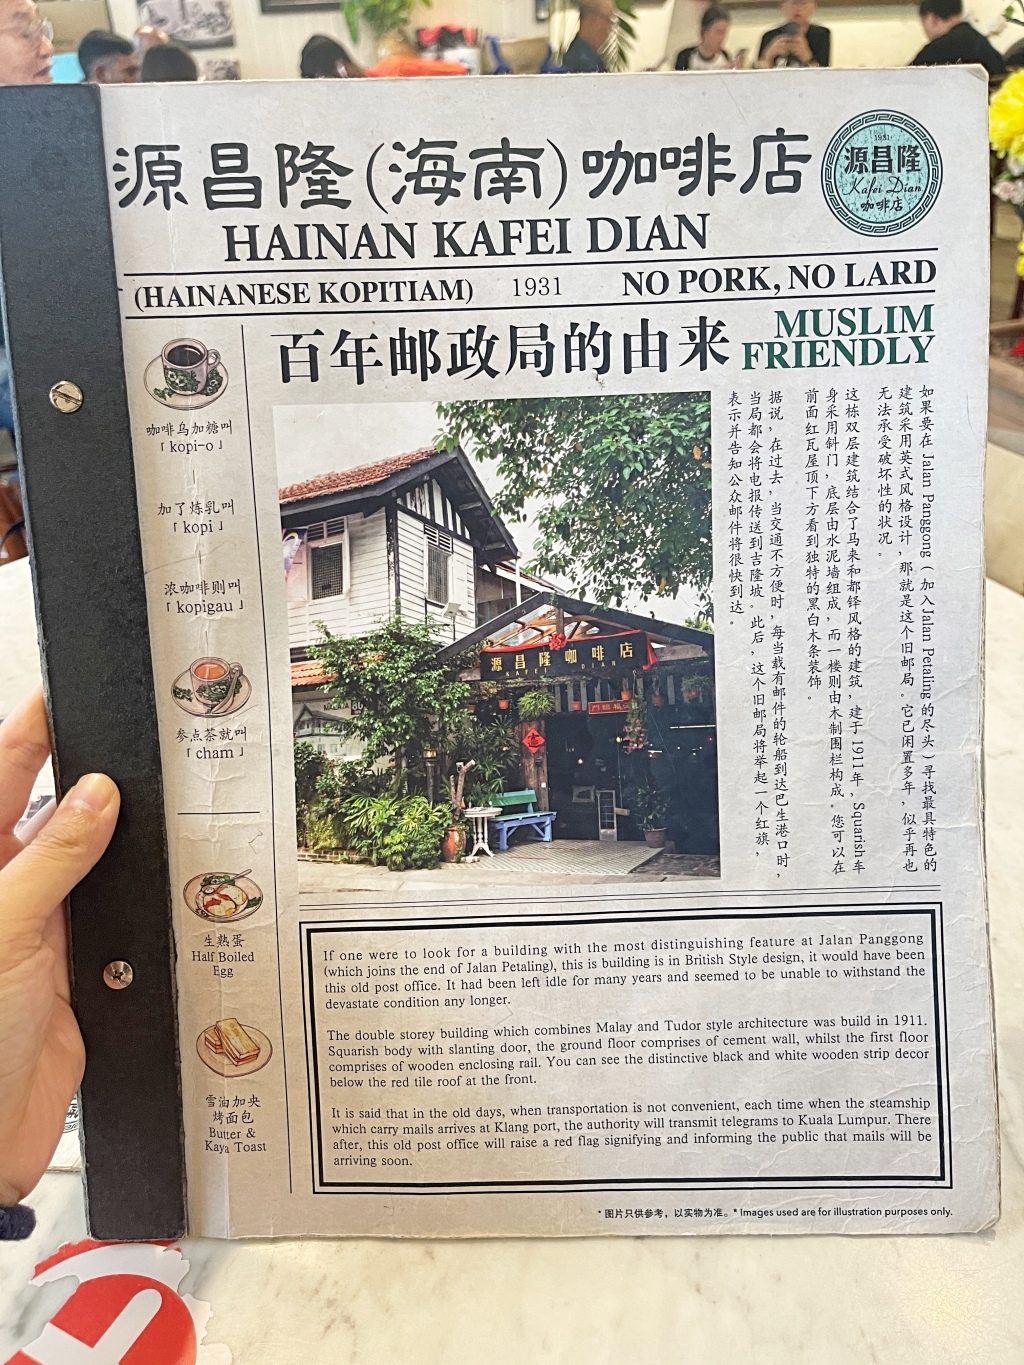 源昌隆(海南)咖啡店
HAINAN KAFEI DIAN
1931
源昌隆
Kafei Dian
咖啡店
(HAINANESE KOPITIAM) 1931 NO PORK, NO LARD
百年邮政局的由来
MUSLIM
FRIENDLY
咖啡乌加糖叫
「kopi-o」
加了炼乳叫
「kopi」
浓咖啡则叫
「kopigau」
参点茶就叫
「cham」
生熟蛋
Half Boiled
Egg
雪油加央
烤面包
Butter &
Kaya Toast
源昌隆咖啡店
KAFEI DIAN
如果要在 Jalan Panggong (加入Jalan Petaling的尽头)寻找最具特色的
建筑采用英式风格设计,那就是这个旧邮局。它已闲置多年,似乎再也
无法承受破坏性的状况。
这栋双层建筑结合了马来和都铎风格的建筑,建于 1911年, Squarish车
身采用斜门,底层由水泥墙组成,而一楼则由木制围栏构成。您可以在
前面红瓦屋顶下方看到独特的黑白木条装饰。
据说,在过去,当交通不方便时,每当载有邮件的轮船到达巴生港口时,
当局都会将电报传送到吉隆坡。此后,这个旧邮局将举起一个红旗,
表示并告知公众邮件将很快到达。
If one were to look for a building with the most distinguishing feature at Jalan Panggong
(which joins the end of Jalan Petaling), this is building is in British Style design, it would have been
this old post office. It had been left idle for many years and seemed to be unable to withstand the
devastate condition any longer.
The double storey building which combines Malay and Tudor style architecture was build in 1911.
Squarish body with slanting door, the ground floor comprises of cement wall, whilst the first floor
comprises of wooden enclosing rail. You can see the distinctive black and white wooden strip decor
below the red tile roof at the front.
It is said that in the old days, when transportation is not convenient, each time when the steamship
which carry mails arrives at Klang port, the authority will transmit telegrams to Kuala Lumpur. There
after, this old post office will raise a red flag signifying and informing the public that mails will be
arriving soon.
*图片只供参考，以实物为准。* Images used are for illustration purposes only.